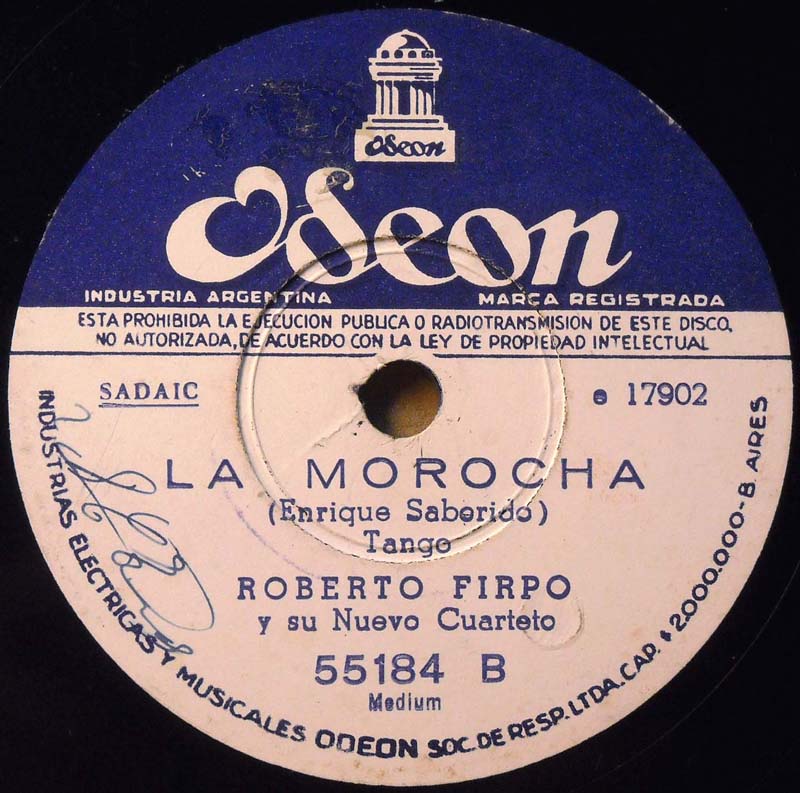 Odeon
Odeon
INDUSTRIA ARGENTINA MARCA REGISTRADA
ESTA PROHIBIDA LA EJECUCION PUBLICA O RADIOTRANSMISION DE ESTE DISCO,
NO AUTORIZADA, DE ACUERDO CON LA LEY DE PROPIEDAD INTELECTUAL
SADAIC e 17902
LA MOROCHA
(Enrique Saborido)
Tango
ROBERTO FIRPO
y su Nuevo Cuarteto
55184 B
Medium
INDUSTRIAS ELECTRICAS Y MUSICALES ODEON SOC. DE RESP. LTDA. CAP. $ 2.000.000-B. AIRES